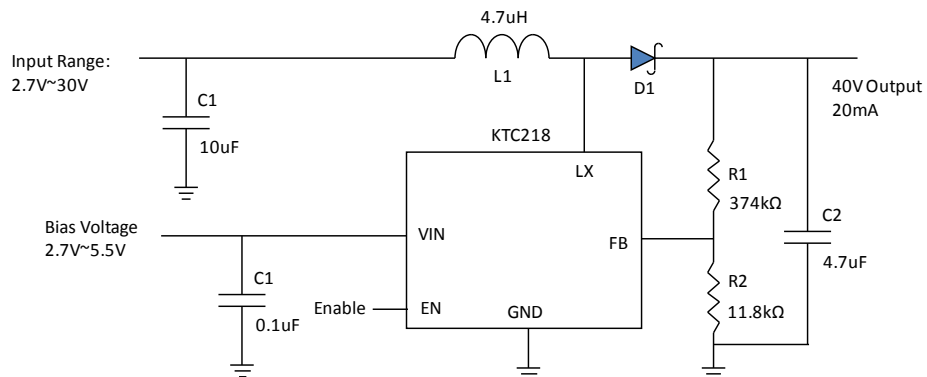 4.7uH
L1
D1
Input Range:
2.7V~30V
C1
10uF
40V Output
20mA
KTC218
LX
R1
374kΩ
Bias Voltage
2.7V~5.5V
VIN
FB
C2
4.7uF
C1
0.1uF
Enable
EN
GND
R2
11.8kΩ